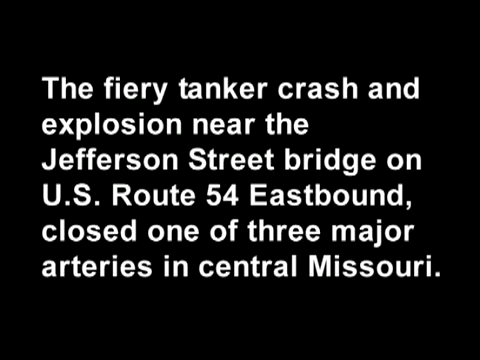 The fiery tanker crash and
explosion near the
Jefferson Street bridge on
U.S. Route 54 Eastbound,
closed one of three major
arteries in central Missouri.